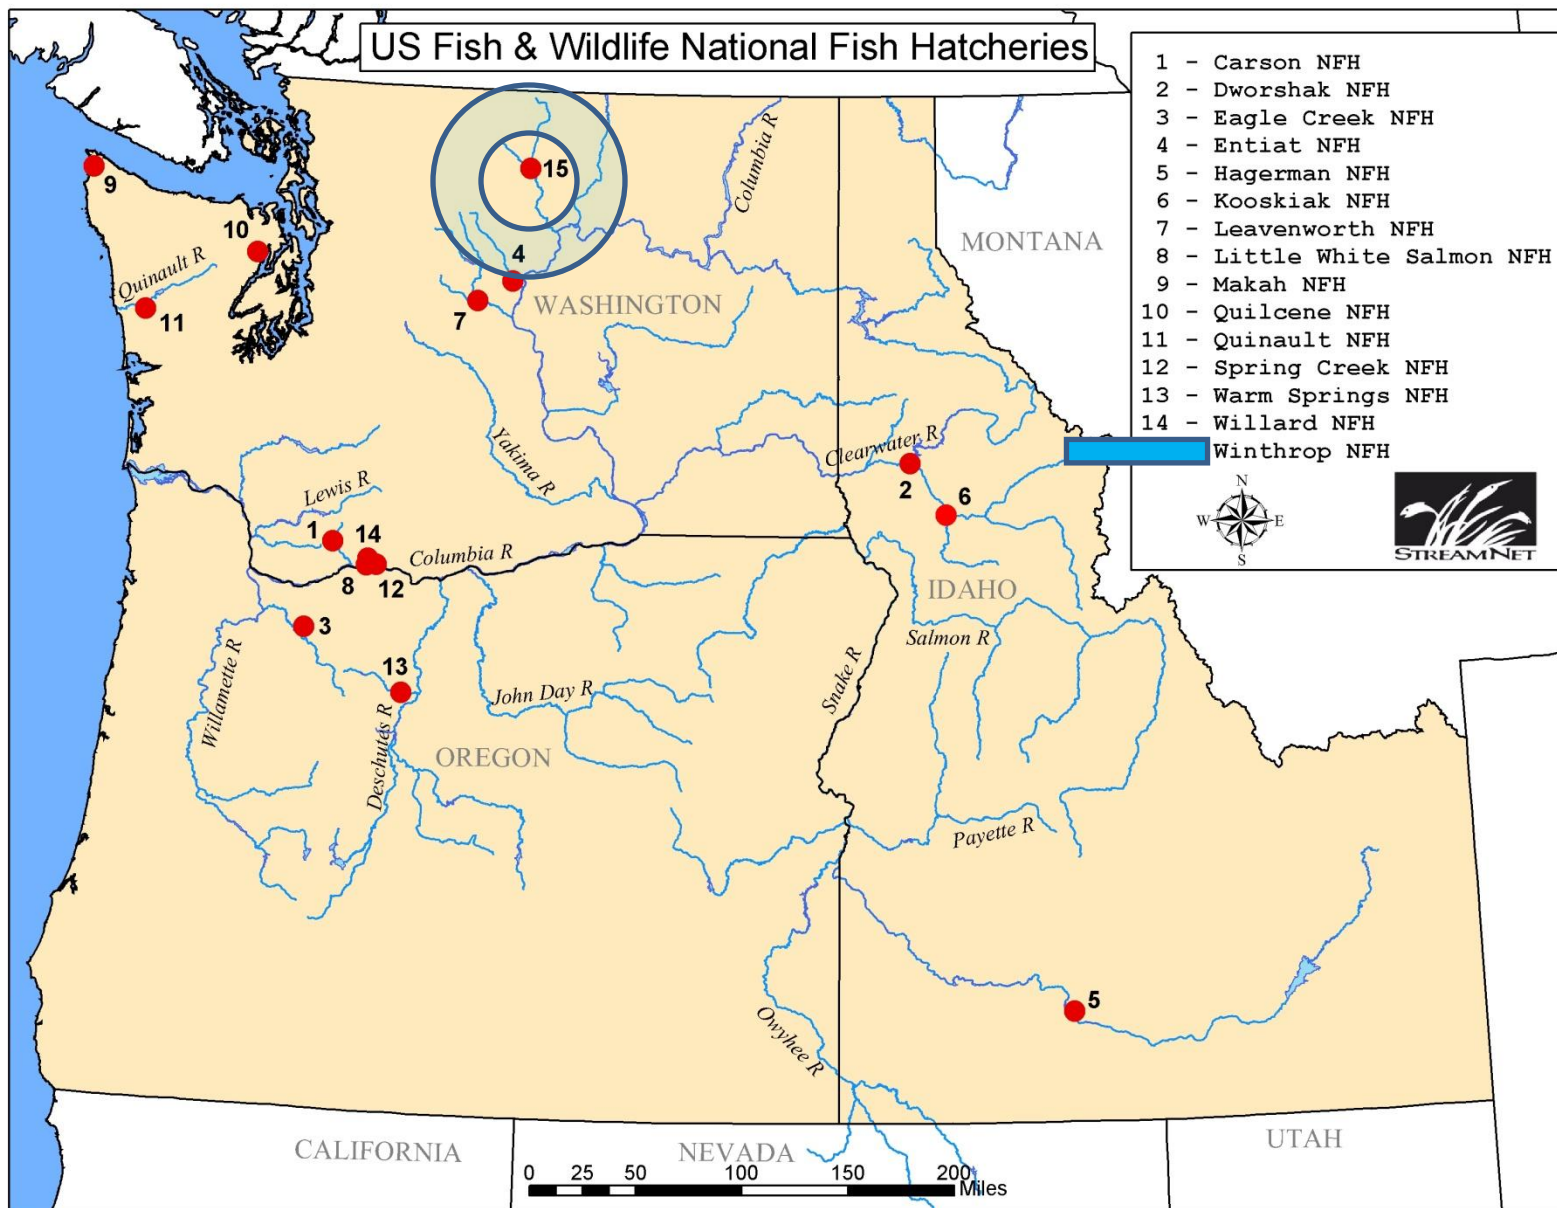 US Fish & Wildlife National Fish Hatcheries
1 - Carson NFH
2 - Dworshak NFH
3 - Eagle Creek NFH
4 - Entiat NFH
5 - Hagerman NFH
6 - Kooskiak NFH
7 - Leavenworth NFH
8 - Little White Salmon NFH
9 - Makah NFH
10 - Quilcene NFH
11 - Quinault NFH
12 - Spring Creek NFH
13 - Warm Springs NFH
14 - Willard NFH
Winthrop NFH
N
W E
S
STREAMNET
15
9
10
Quinault R
11
4
7
WASHINGTON
Columbia R
MONTANA
Yakima R
Lewis R
1
14
8
12
Columbia R
Clearwater R
2
6
IDAHO
3
13
Willamette R
Deschutes R
John Day R
OREGON
Snake R
Salmon R
Payette R
Owyhee R
5
CALIFORNIA
NEVADA
UTAH
0 25 50 100 150 200
Miles